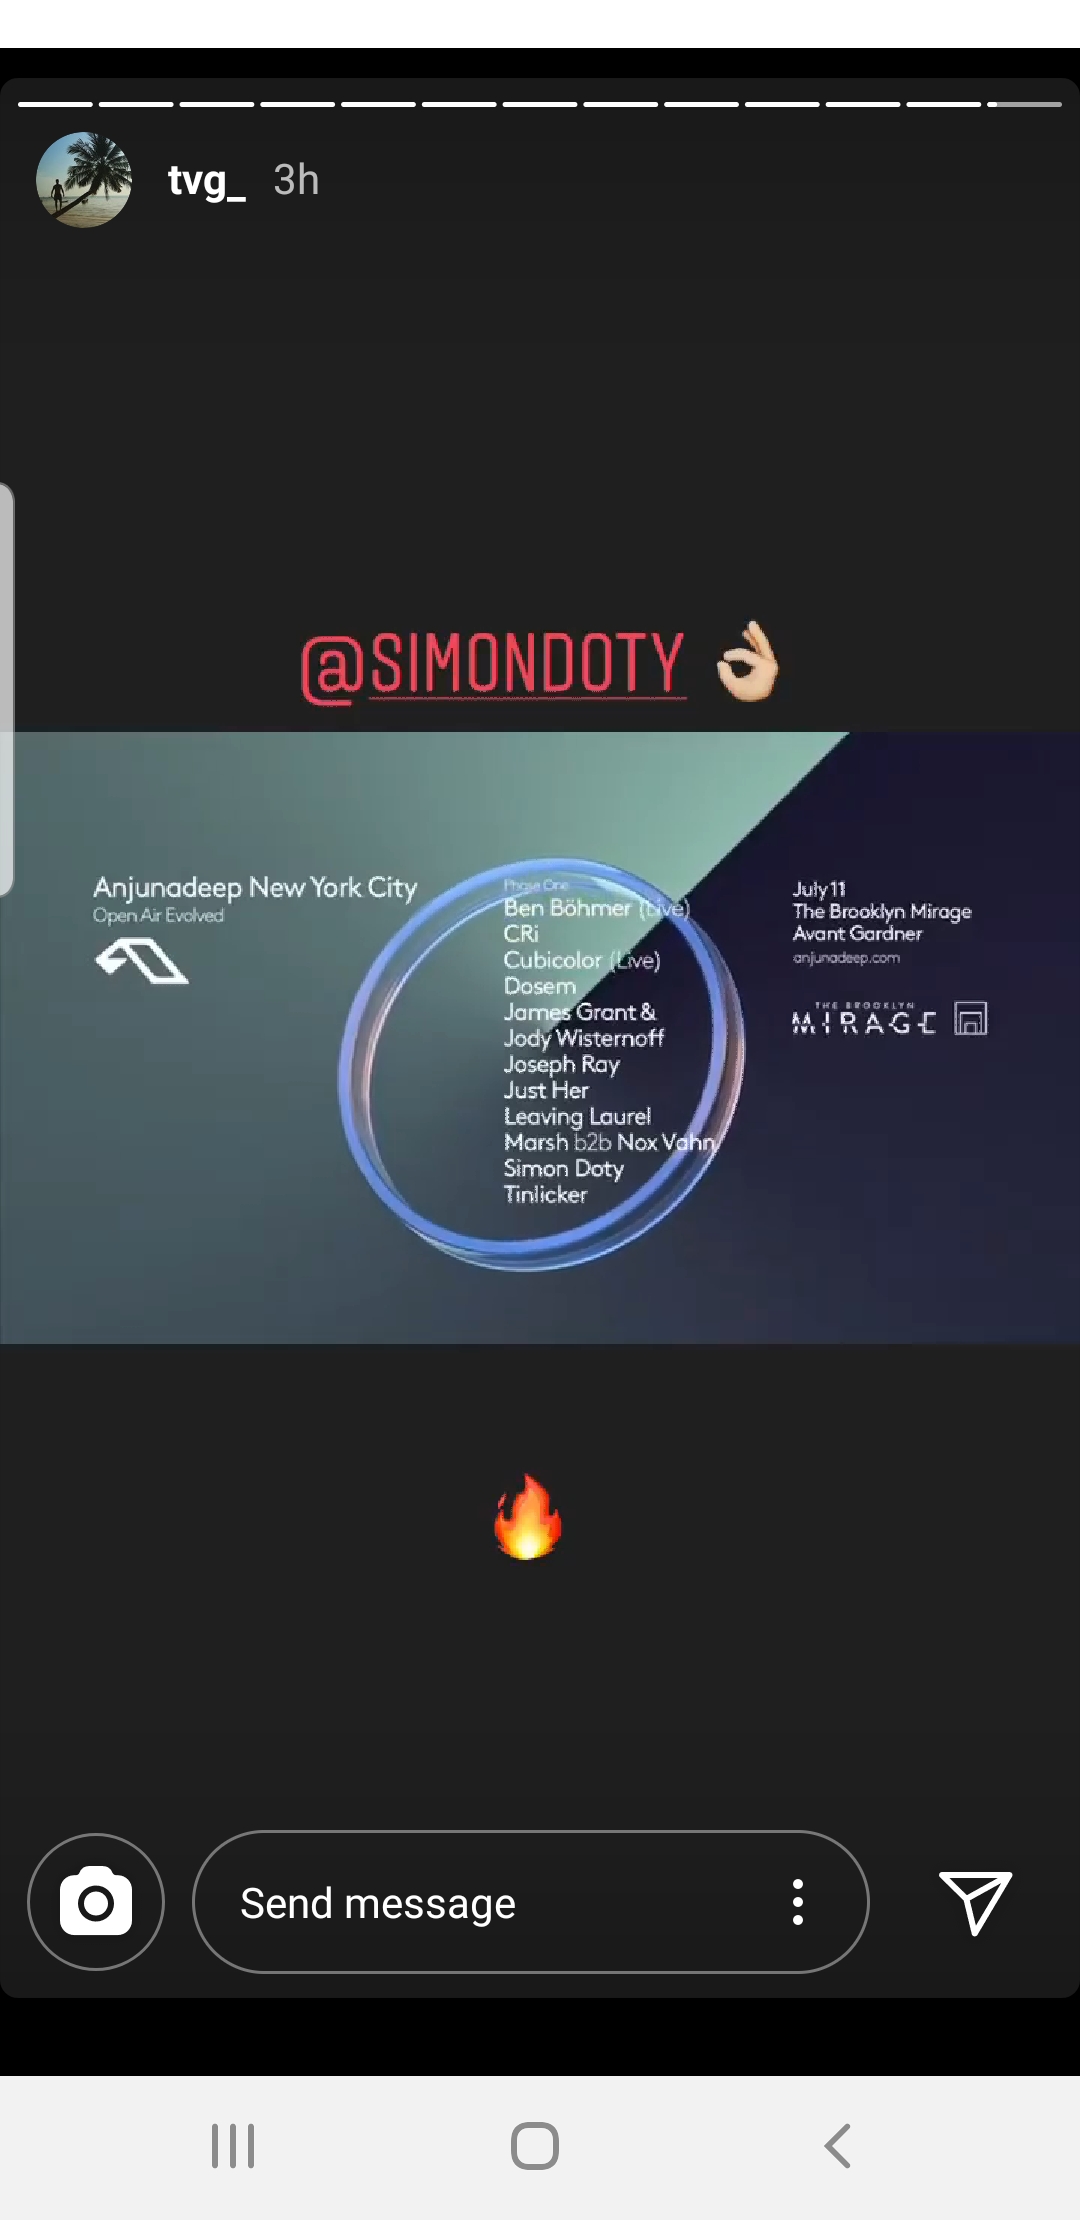 tvg_ 3h
@SIMONDOTY 👌🏼
Anjunadeep New York City
Open Air Evolved
Phase One
Ben Böhmer (Live)
CRi
Cubicolor (Live)
Dosem
James Grant &
Jody Wisternoff
Joseph Ray
Just Her
Leaving Laurel
Marsh b2b Nox Vahn
Simon Doty
Tinlicker
July 11
The Brooklyn Mirage
Avant Gardner
anjunadeep.com
THE BROOKLYN
MIRAGE
🔥
Send message